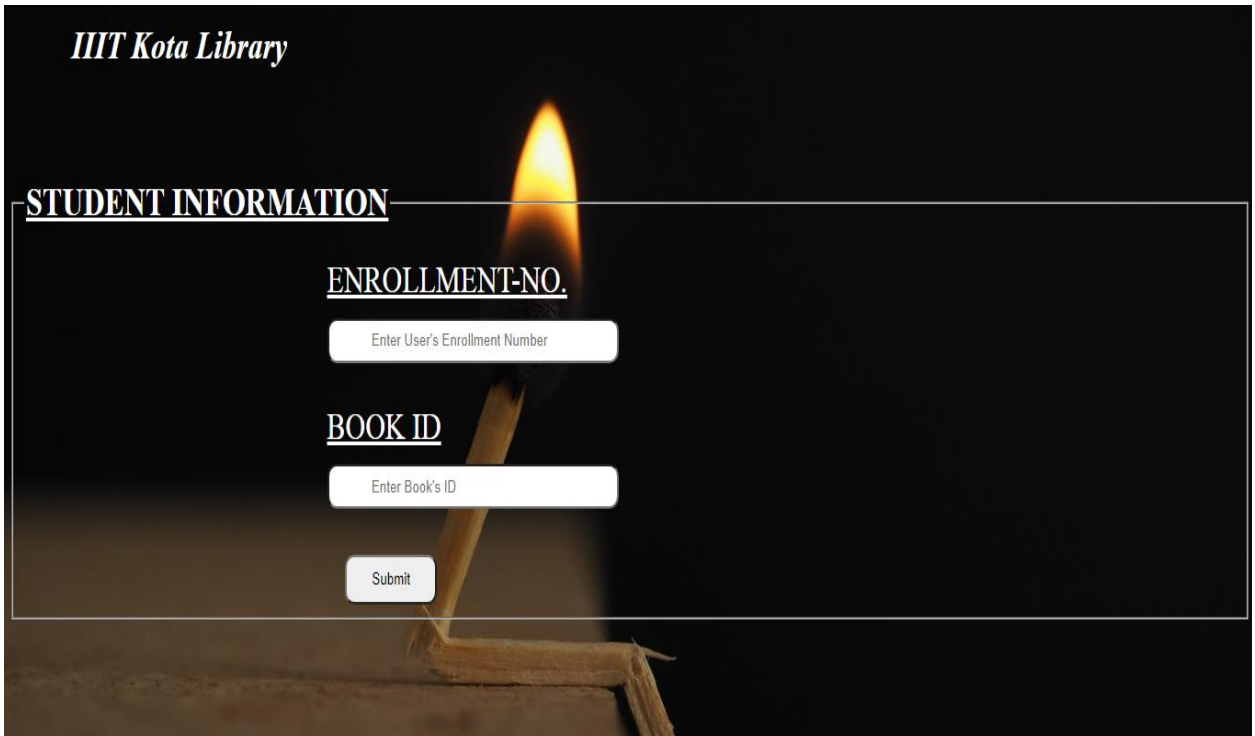 IIIT Kota Library
STUDENT INFORMATION
ENROLLMENT-NO.
Enter User's Enrollment Number
BOOK ID
Enter Book's ID
Submit